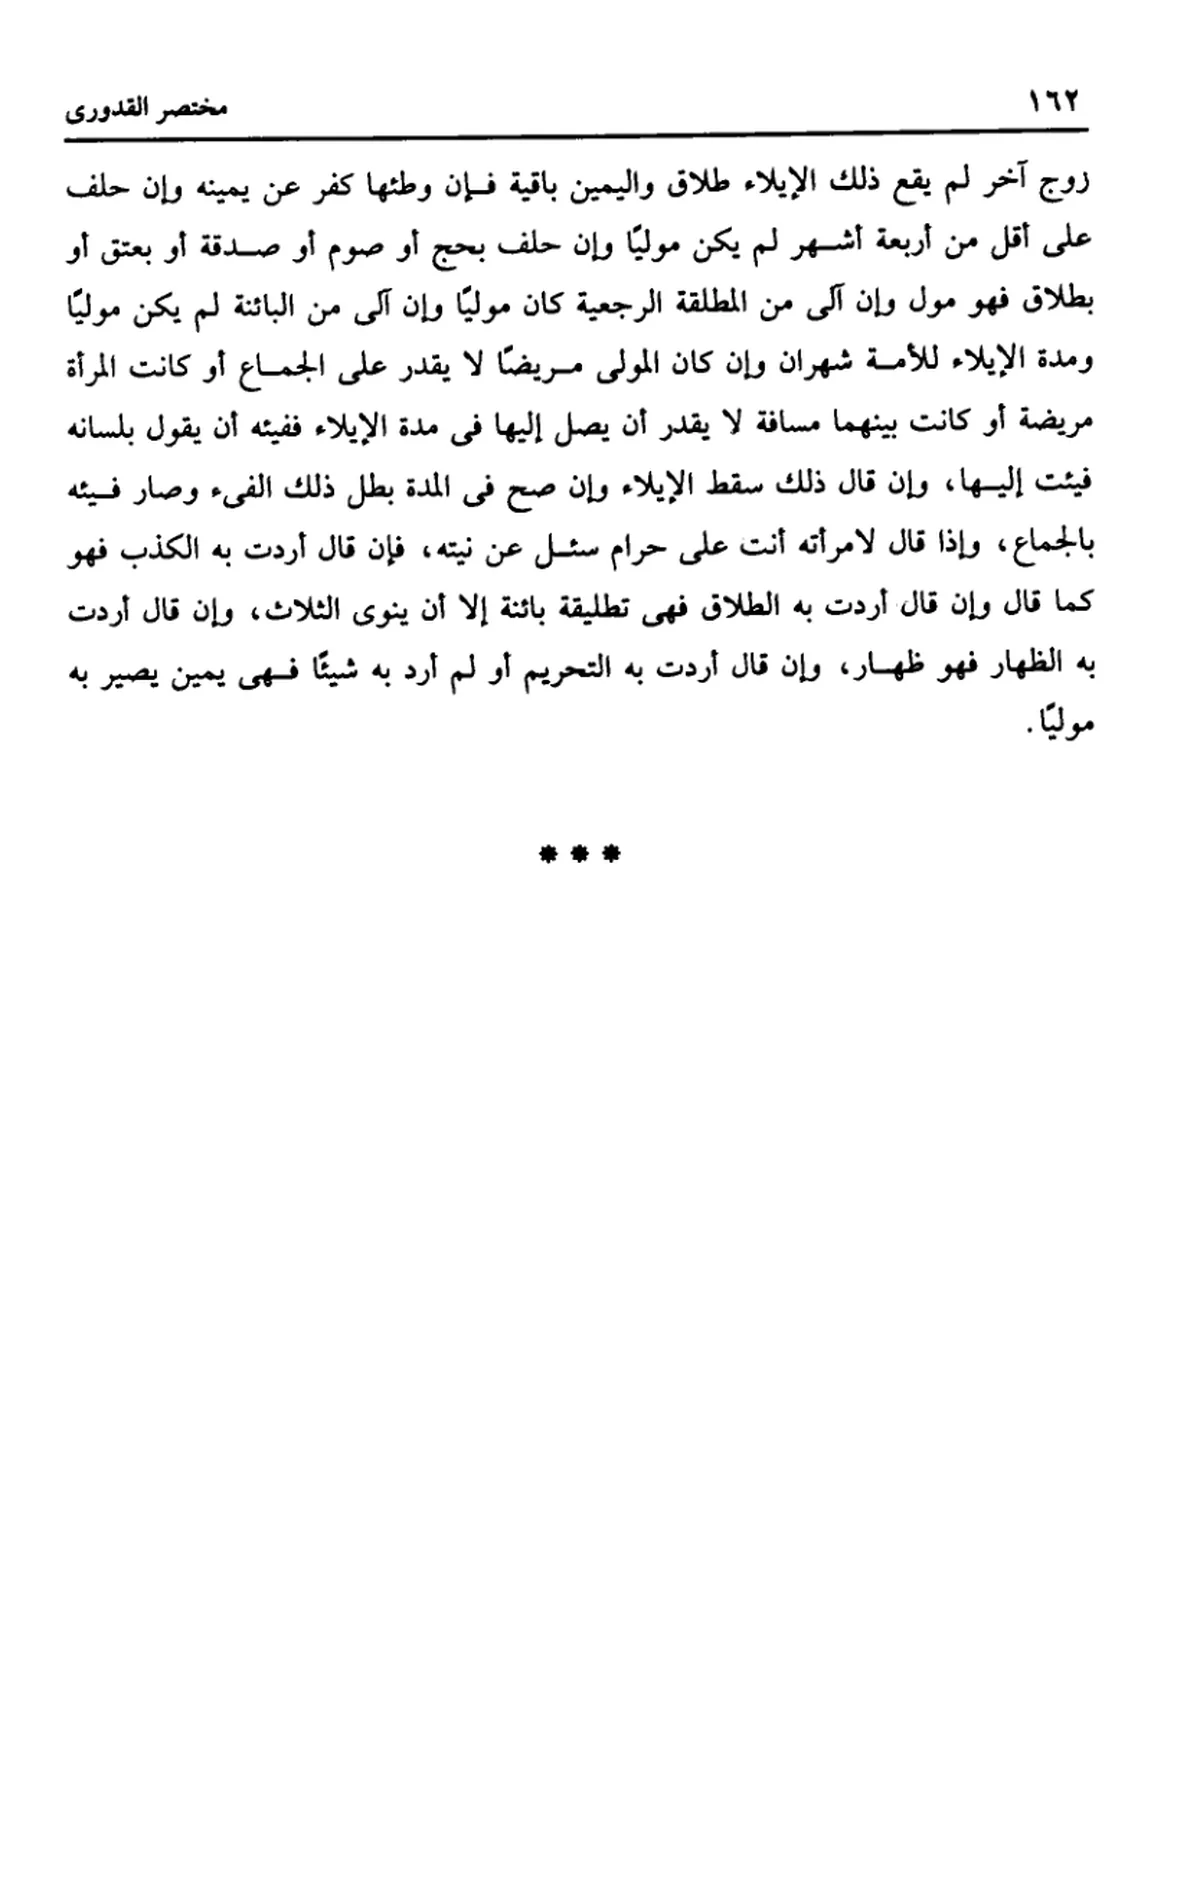 ١٦٢
مختصر القدورى
زوج آخر لم يقع ذلك الإيلاء طلاق واليمين باقية فإن وطئها كفر عن يمينه وإن حلف
على أقل من أربعة أشهر لم يكن موليًا وإن حلف بحج أو صوم أو صدقة أو بعتق أو
بطلاق فهو مول وإن آلى من المطلقة الرجعية كان موليًا وإن آلى من البائنة لم يكن موليًا
ومدة الإيلاء للأمة شهران وإن كان المولى مريضًا لا يقدر على الجماع أو كانت المرأة
مريضة أو كانت بينهما مسافة لا يقدر أن يصل إليها فى مدة الإيلاء ففيئه أن يقول بلسانه
فيئت إليها، وإن قال ذلك سقط الإيلاء وإن صح فى المدة بطل ذلك الفىء وصار فيئه
بالجماع، وإذا قال لامرأته أنت على حرام سئل عن نيته، فإن قال أردت به الكذب فهو
كما قال وإن قال أردت به الطلاق فهى تطليقة بائنة إلا أن ينوى الثلاث، وإن قال أردت
به الظهار فهو ظهار، وإن قال أردت به التحريم أو لم أرد به شيئًا فهى يمين يصير به
موليًا.
* * *